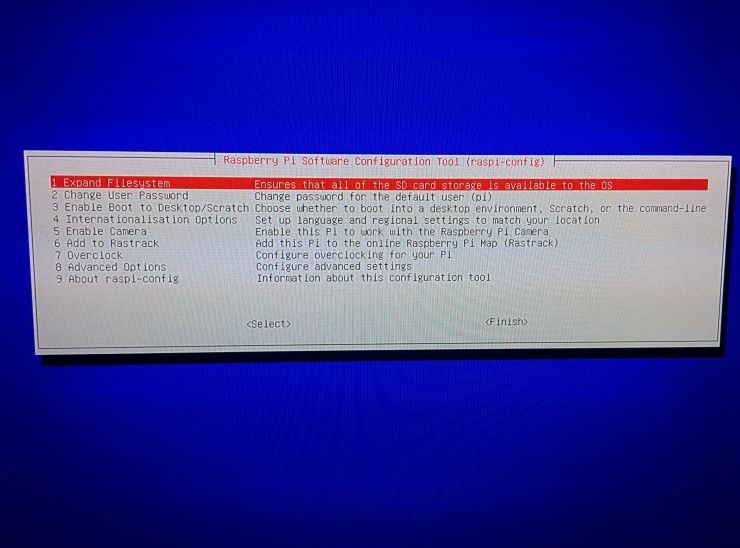 Raspberry Pi Software Configuration Tool (raspi-config)
1 Expand Filesystem Ensures that all of the SD card storage is available to the OS
2 Change User Password Change password for the default user (pi)
3 Enable Boot to Desktop/Scratch Choose whether to boot into a desktop environment, Scratch, or the command-line
4 Internationalisation Options Set up language and regional settings to match your location
5 Enable Camera Enable this Pi to work with the Raspberry Pi Camera
6 Add to Rastrack Add this Pi to the online Raspberry Pi Map (Rastrack)
7 Overclock Configure overclocking for your Pi
8 Advanced Options Configure advanced settings
9 About raspi-config Information about this configuration tool
<Select> <Finish>